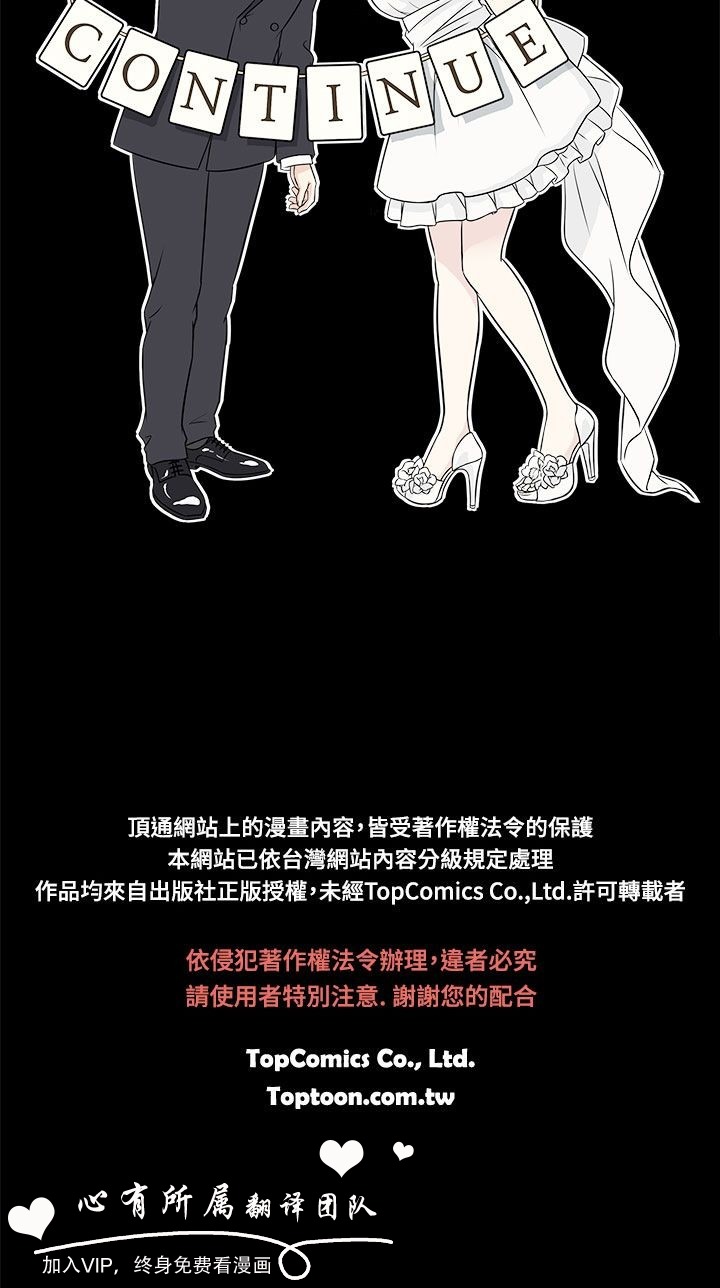 CONTINUE
頂通網站上的漫畫內容，皆受著作權法令的保護
本網站已依台灣網站內容分級規定處理
作品均來自出版社正版授權，未經TopComics Co.,Ltd.許可轉載者
依侵犯著作權法令辦理，違者必究
請使用者特別注意. 謝謝您的配合
TopComics Co., Ltd.
Toptoon.com.tw
心有所属翻译团队
加入VIP，终身免费看漫画